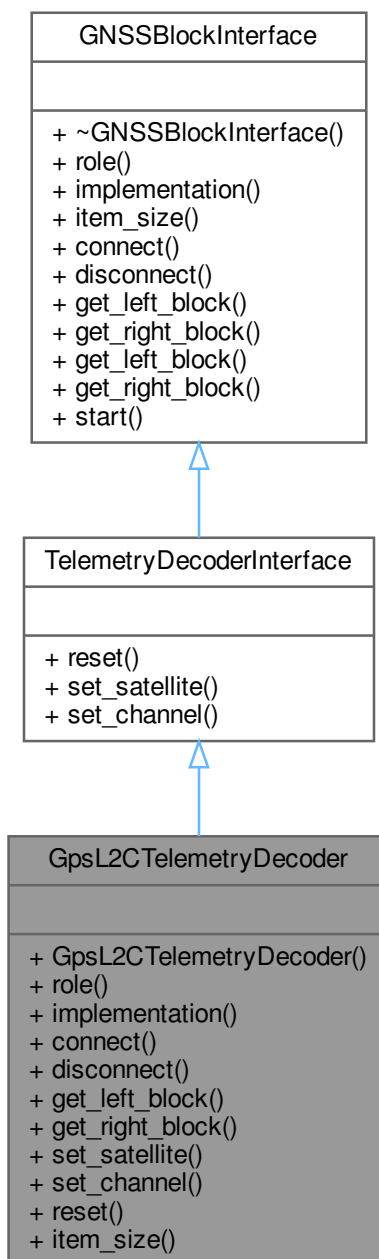 GNSSBlockInterface
+ ~GNSSBlockInterface()
+ role()
+ implementation()
+ item_size()
+ connect()
+ disconnect()
+ get_left_block()
+ get_right_block()
+ get_left_block()
+ get_right_block()
+ start()
TelemetryDecoderInterface
+ reset()
+ set_satellite()
+ set_channel()
GpsL2CTelemetryDecoder
+ GpsL2CTelemetryDecoder()
+ role()
+ implementation()
+ connect()
+ disconnect()
+ get_left_block()
+ get_right_block()
+ set_satellite()
+ set_channel()
+ reset()
+ item_size()